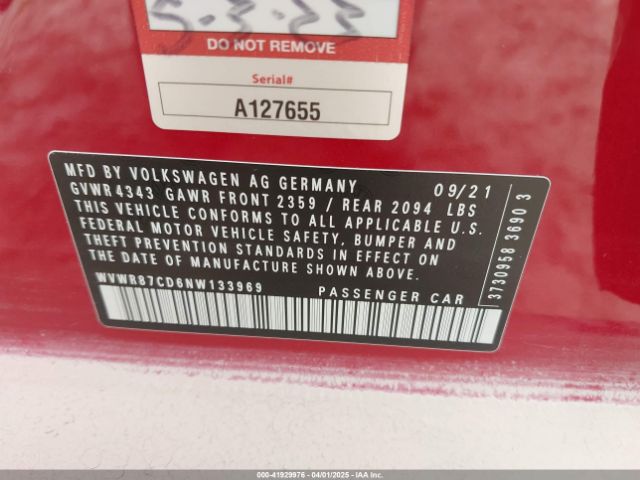 DO NOT REMOVE
Serial#
A127655
MFD BY VOLKSWAGEN AG GERMANY 09/21
GVWR 4343 GAWR FRONT 2359 / REAR 2094 LBS
THIS VEHICLE CONFORMS TO ALL APPLICABLE U.S.
FEDERAL MOTOR VEHICLE SAFETY, BUMPER AND
THEFT PREVENTION STANDARDS IN EFFECT ON
THE DATE OF MANUFACTURE SHOWN ABOVE
WVWR87CD6NW133969 PASSENGER CAR
3730958 3690 3
000-41929976 | 04/01/2025 | IAA Inc.